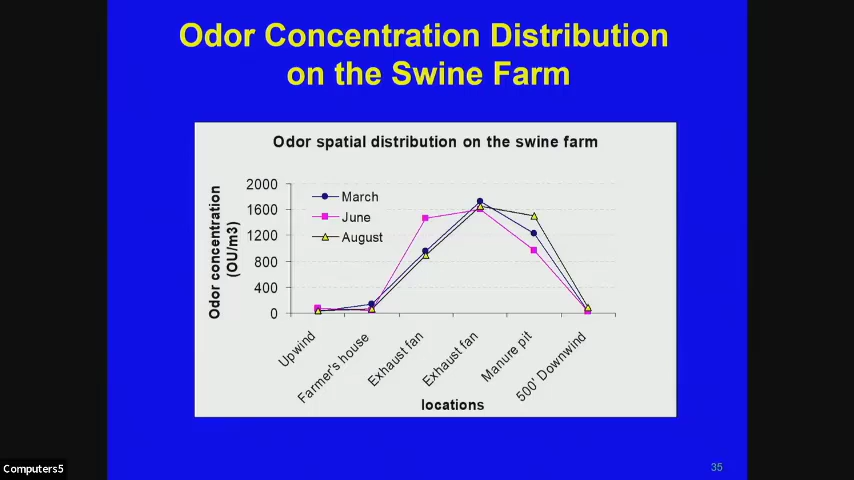 Odor Concentration Distribution
on the Swine Farm
Odor spatial distribution on the swine farm
Odor concentration
(OU/m3)
2000
1600
1200
800
400
0
March
June
August
Upwind
Farmer's house
Exhaust fan
Exhaust fan
Manure pit
500' Downwind
locations
35
Computers5